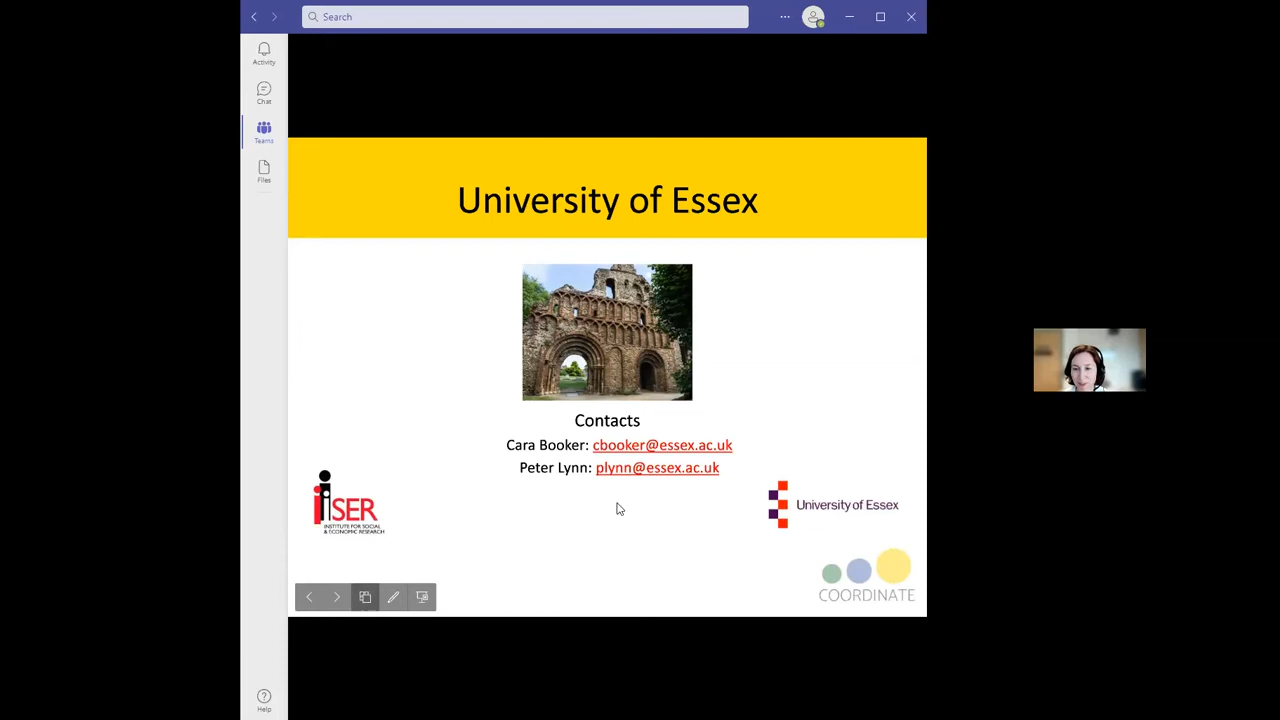 Search
Activity
Chat
Teams
Files
University of Essex
Contacts
Cara Booker: cbooker@essex.ac.uk
Peter Lynn: plynn@essex.ac.uk
iiSER
INSTITUTE FOR SOCIAL
& ECONOMIC RESEARCH
University of Essex
COORDINATE
Help